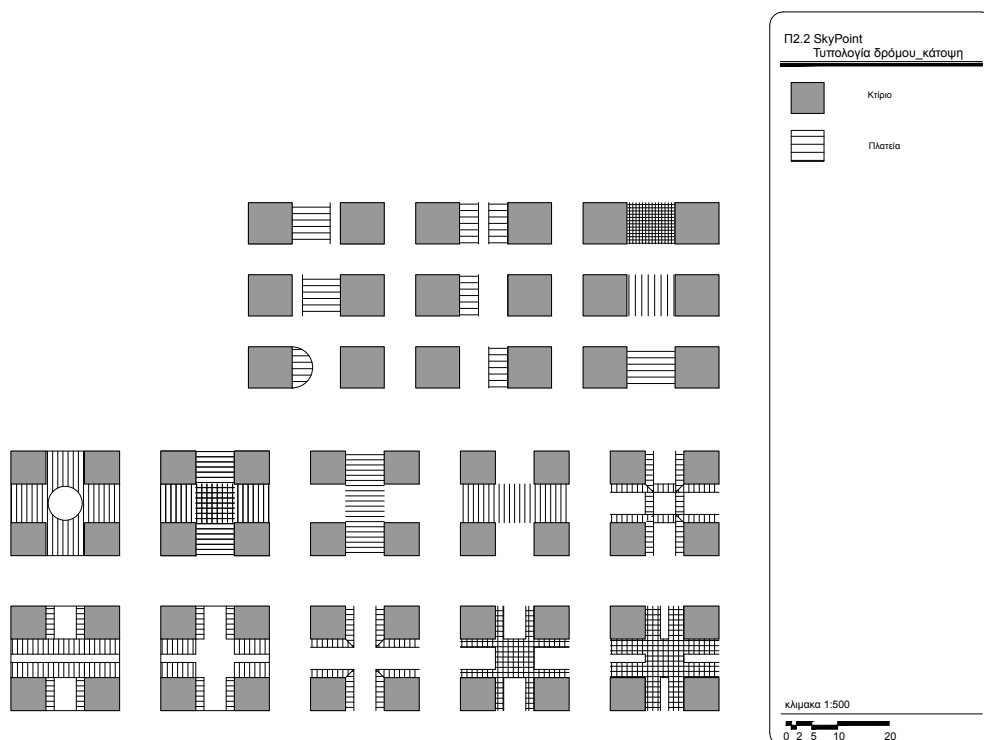 Π2.2 SkyPoint
Τυπολογία δρόμου_κάτοψη
Κτίριο
Πλατεία
κλιμακα 1:500
0 2 5 10 20